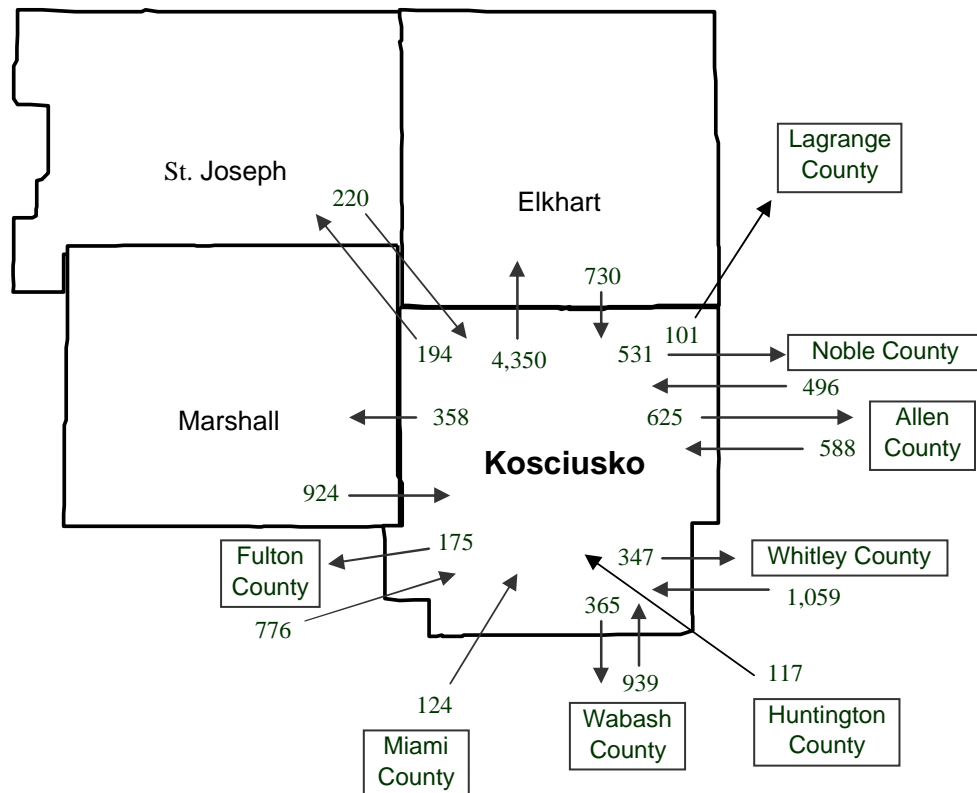 Lagrange
County
St. Joseph
220
Elkhart
730
101
194
4,350
531
Noble County
496
Marshall
358
625
Allen
County
588
Kosciusko
924
Fulton
County
175
347
Whitley County
776
365
1,059
124
939
117
Miami
County
Wabash
County
Huntington
County